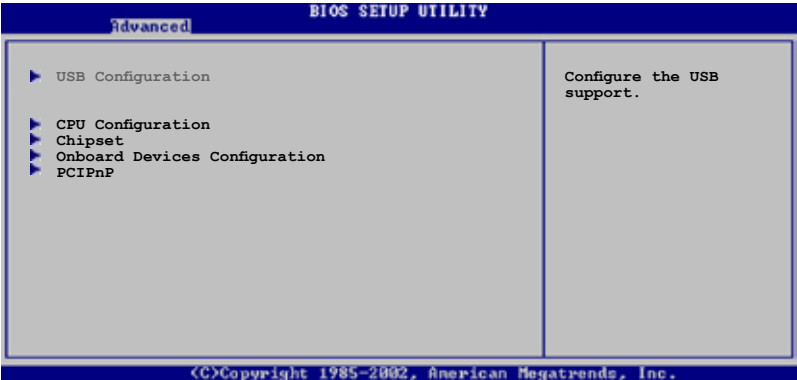 BIOS SETUP UTILITY
Advanced
USB Configuration
Configure the USB
support.
CPU Configuration
Chipset
Onboard Devices Configuration
PCIPnP
(C)Copyright 1985-2002, American Megatrends, Inc.